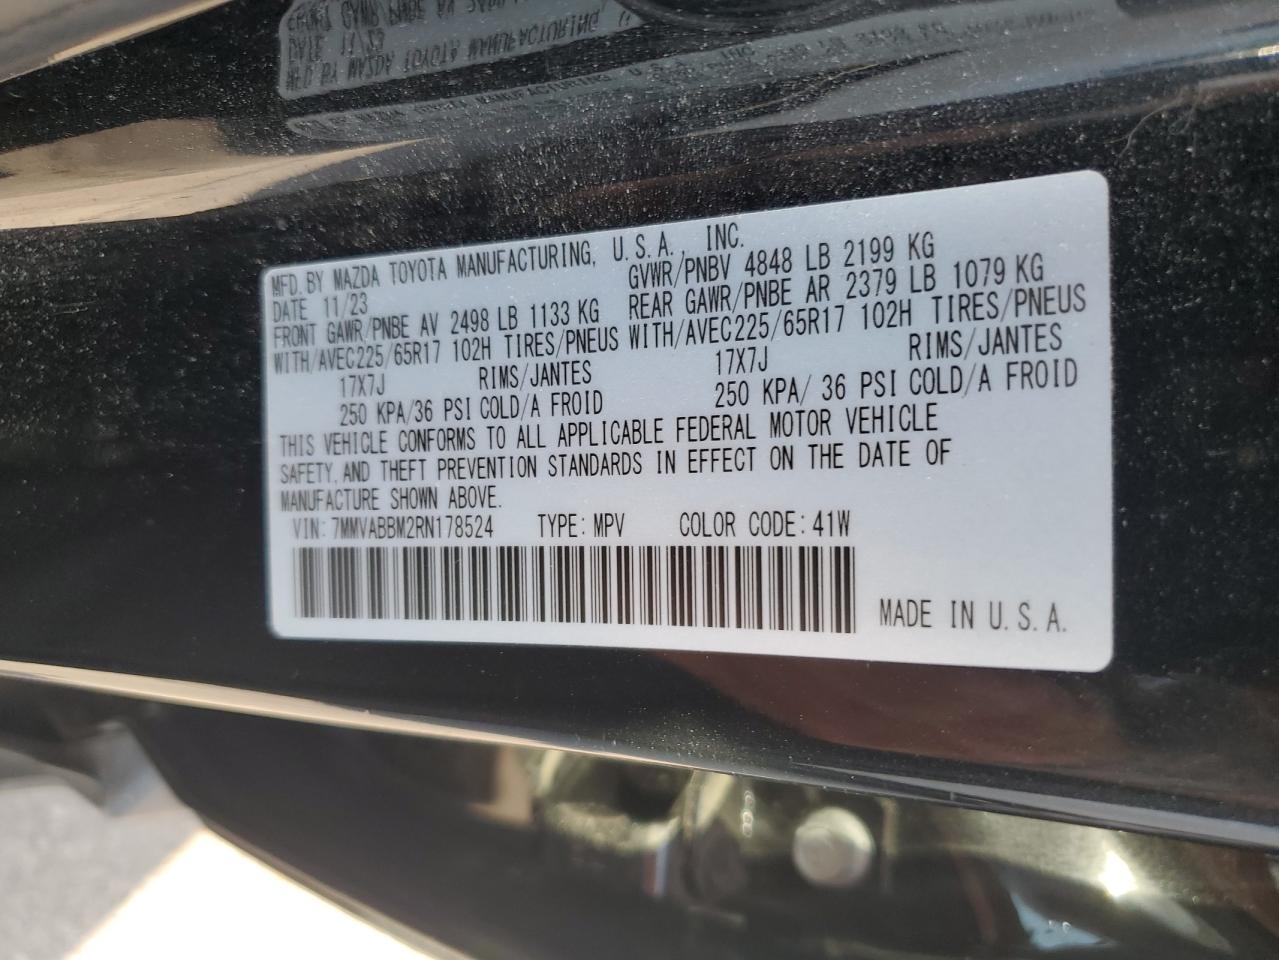 MFD. BY MAZDA TOYOTA MANUFACTURING, U.S.A., INC.
DATE 11/23 GVWR/PNBV 4848 LB 2199 KG
FRONT GAWR/PNBE AV 2498 LB 1133 KG REAR GAWR/PNBE AR 2379 LB 1079 KG
WITH/AVEC225/65R17 102H TIRES/PNEUS WITH/AVEC225/65R17 102H TIRES/PNEUS
17X7J RIMS/JANTES 17X7J RIMS/JANTES
250 KPA/36 PSI COLD/A FROID 250 KPA/ 36 PSI COLD/A FROID
THIS VEHICLE CONFORMS TO ALL APPLICABLE FEDERAL MOTOR VEHICLE
SAFETY, AND THEFT PREVENTION STANDARDS IN EFFECT ON THE DATE OF
MANUFACTURE SHOWN ABOVE.
VIN: 7MMVABBM2RN178524 TYPE: MPV COLOR CODE: 41W
MADE IN U.S.A.